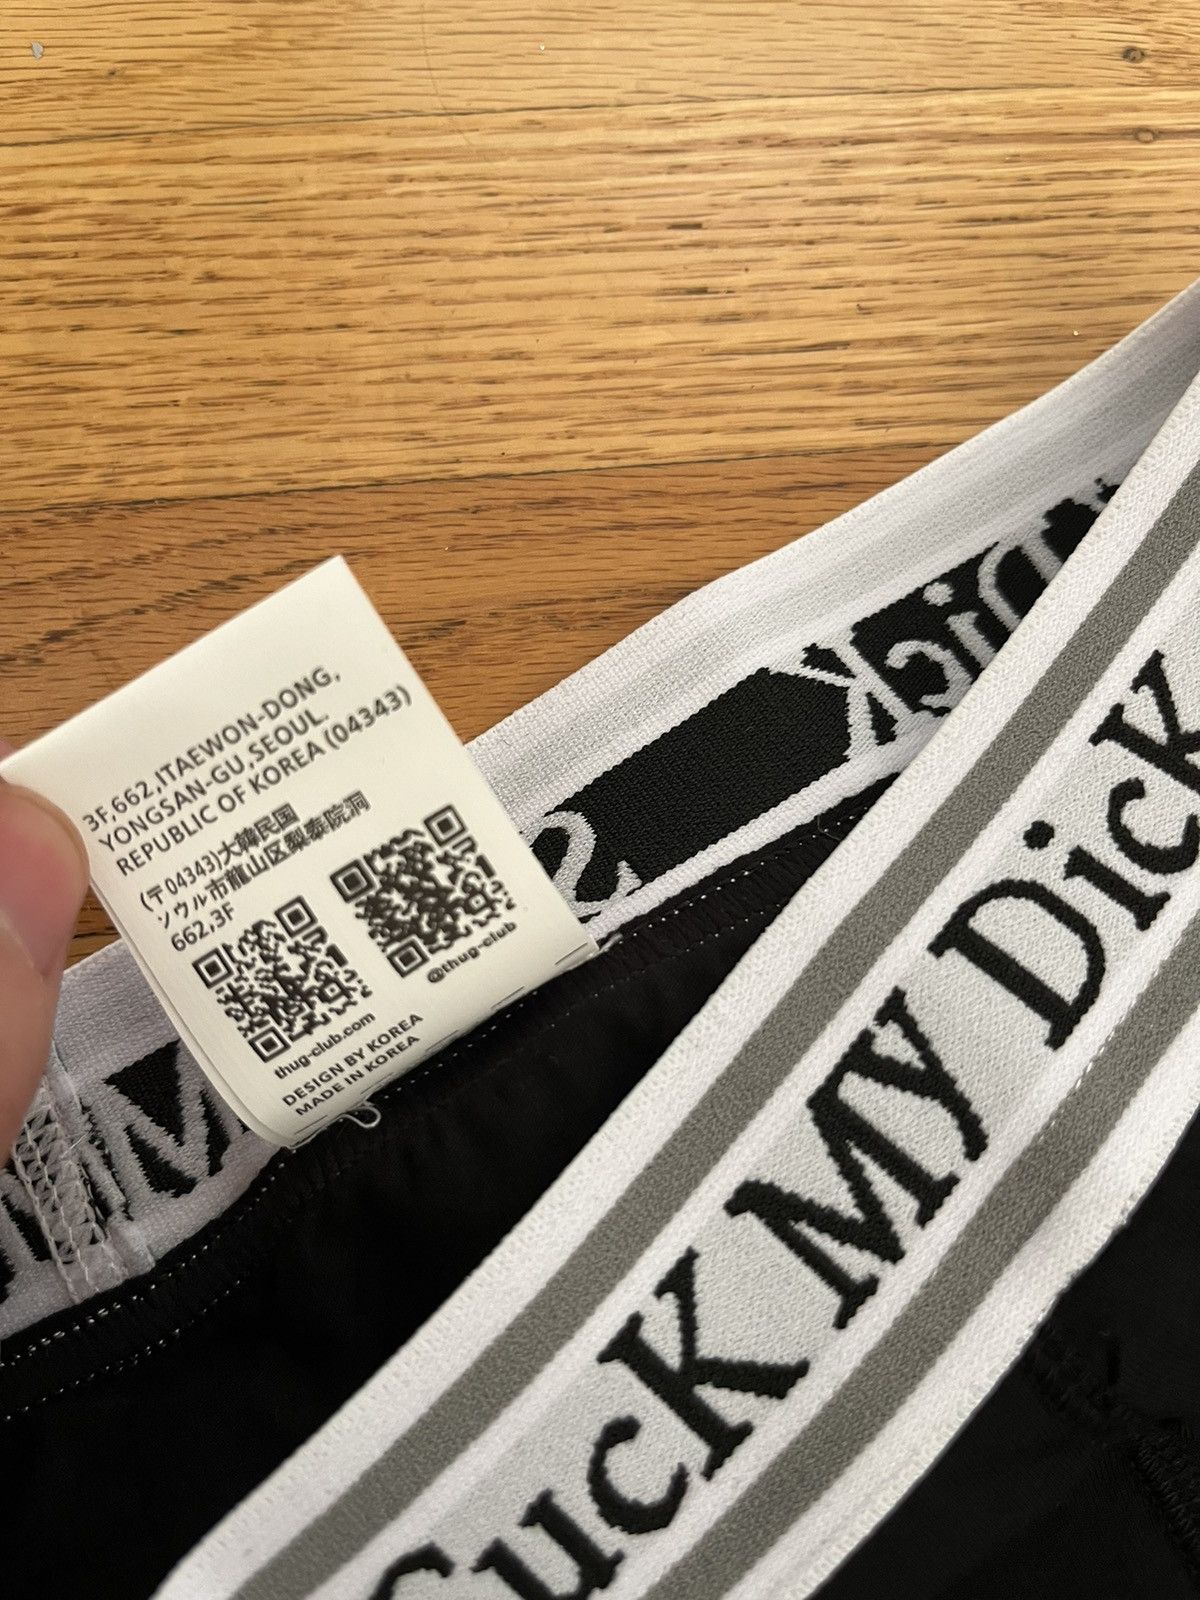 3F,662,ITAEWON-DONG,
YONGSAN-GU,SEOUL.
REPUBLIC OF KOREA (04343)
(〒04343)大韓民国
ソウル市龍山区梨泰院洞
662,3F
thug-club.com
@thug-club
DESIGN BY KOREA
MADE IN KOREA
Suck My Dick
Dick